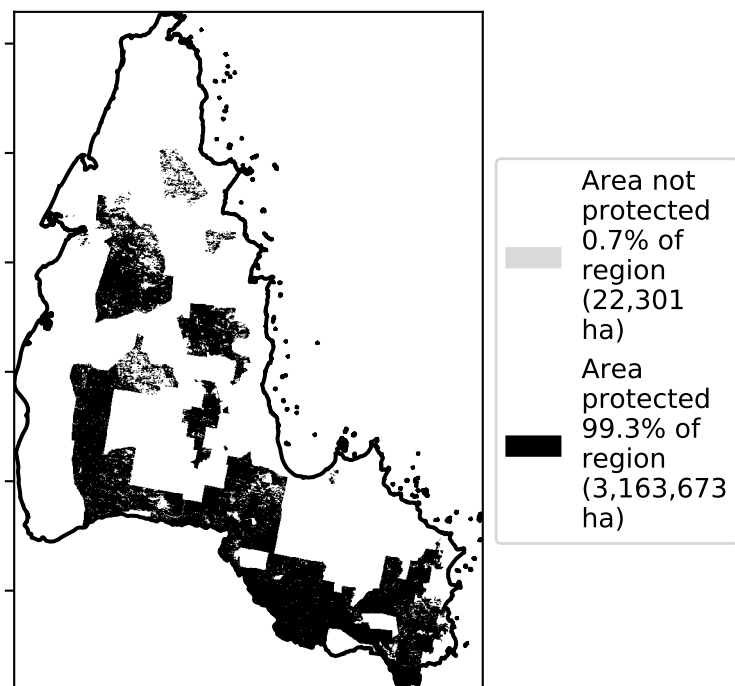 Area not
protected
0.7% of
region
(22,301
ha)
Area
protected
99.3% of
region
(3,163,673
ha)